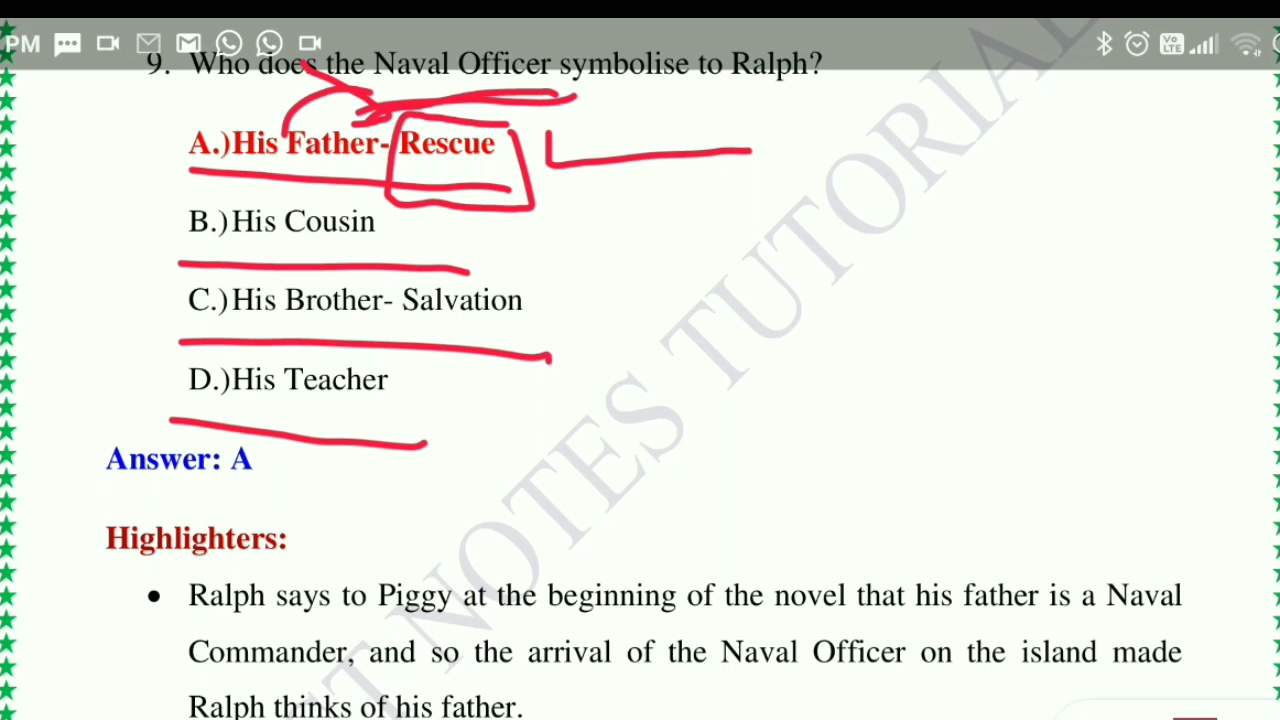 PM
Vo LTE
9. Who does the Naval Officer symbolise to Ralph?
A.)His Father- Rescue
B.)His Cousin
C.)His Brother- Salvation
D.)His Teacher
Answer: A
Highlighters:
• Ralph says to Piggy at the beginning of the novel that his father is a Naval
Commander, and so the arrival of the Naval Officer on the island made
Ralph thinks of his father.
NOTES TUTORIAL